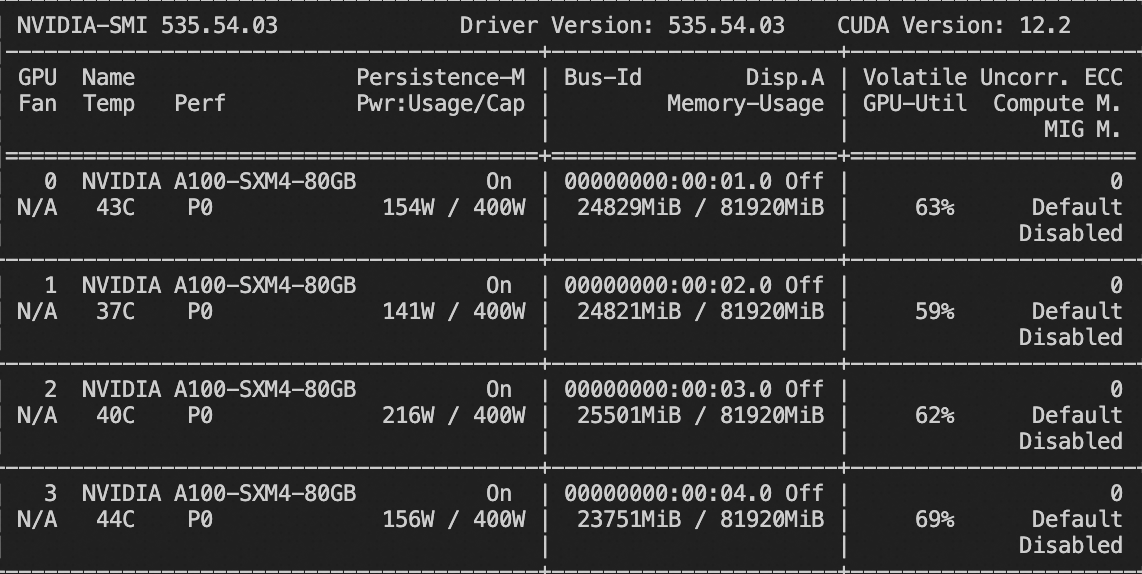 NVIDIA-SMI 535.54.03 Driver Version: 535.54.03 CUDA Version: 12.2
GPU Name Persistence-M | Bus-Id Disp.A | Volatile Uncorr. ECC
Fan Temp Perf Pwr:Usage/Cap | Memory-Usage | GPU-Util Compute M.
| | MIG M.
0 NVIDIA A100-SXM4-80GB On | 00000000:00:01.0 Off | 0
N/A 43C P0 154W / 400W | 24829MiB / 81920MiB | 63% Default
| | Disabled
1 NVIDIA A100-SXM4-80GB On | 00000000:00:02.0 Off | 0
N/A 37C P0 141W / 400W | 24821MiB / 81920MiB | 59% Default
| | Disabled
2 NVIDIA A100-SXM4-80GB On | 00000000:00:03.0 Off | 0
N/A 40C P0 216W / 400W | 25501MiB / 81920MiB | 62% Default
| | Disabled
3 NVIDIA A100-SXM4-80GB On | 00000000:00:04.0 Off | 0
N/A 44C P0 156W / 400W | 23751MiB / 81920MiB | 69% Default
| | Disabled